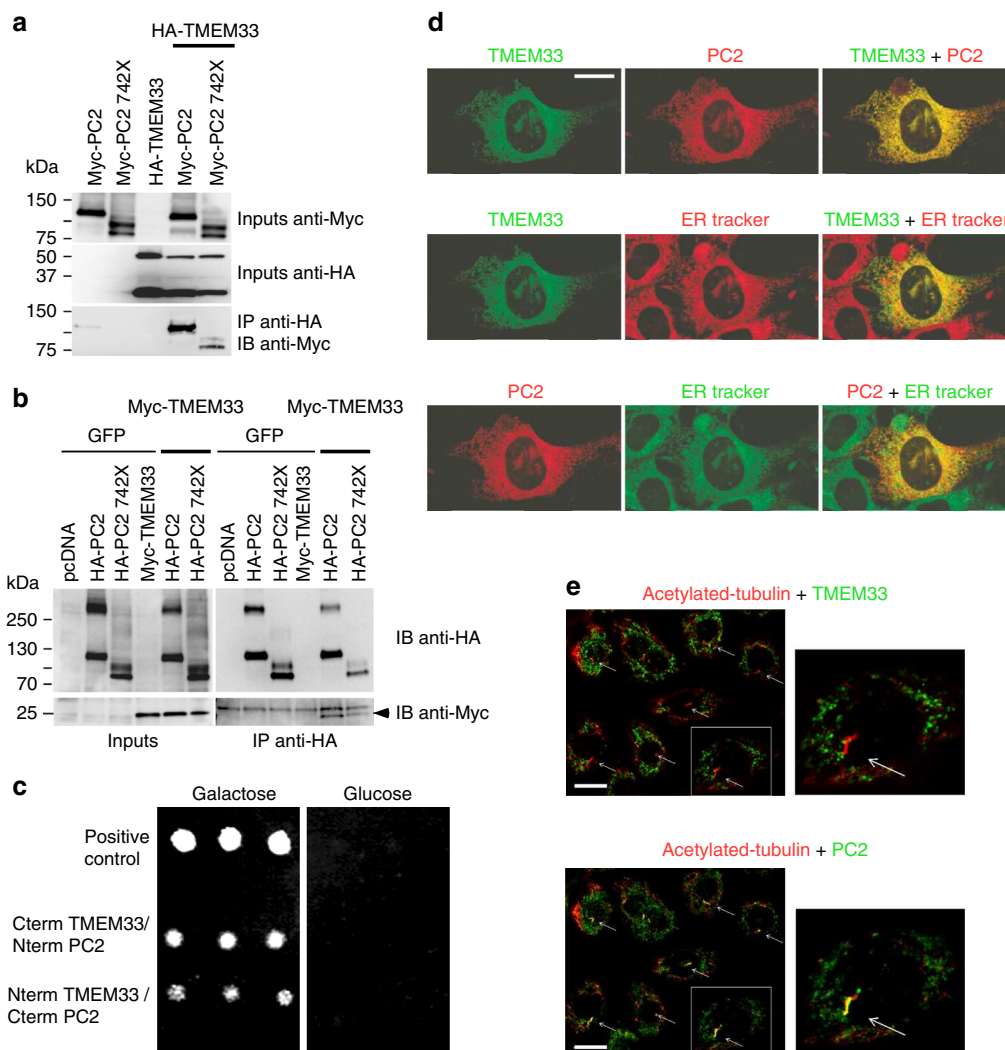 a
HA-TMEM33
Myc-PC2
Myc-PC2 742X
HA-TMEM33
Myc-PC2
Myc-PC2 742X
kDa
150
75
Inputs anti-Myc
50
37
Inputs anti-HA
150
75
IP anti-HA
IB anti-Myc
b
Myc-TMEM33
Myc-TMEM33
GFP
GFP
pcDNA
HA-PC2
HA-PC2 742X
Myc-TMEM33
HA-PC2
HA-PC2 742X
pcDNA
HA-PC2
HA-PC2 742X
Myc-TMEM33
HA-PC2
HA-PC2 742X
kDa
250
130
70
IB anti-HA
25
IB anti-Myc
Inputs
IP anti-HA
c
Galactose
Glucose
Positive
control
Cterm TMEM33/
Nterm PC2
Nterm TMEM33 /
Cterm PC2
d
TMEM33
PC2
TMEM33 + PC2
TMEM33
ER tracker
TMEM33 + ER tracker
PC2
ER tracker
PC2 + ER tracker
e
Acetylated-tubulin + TMEM33
Acetylated-tubulin + PC2